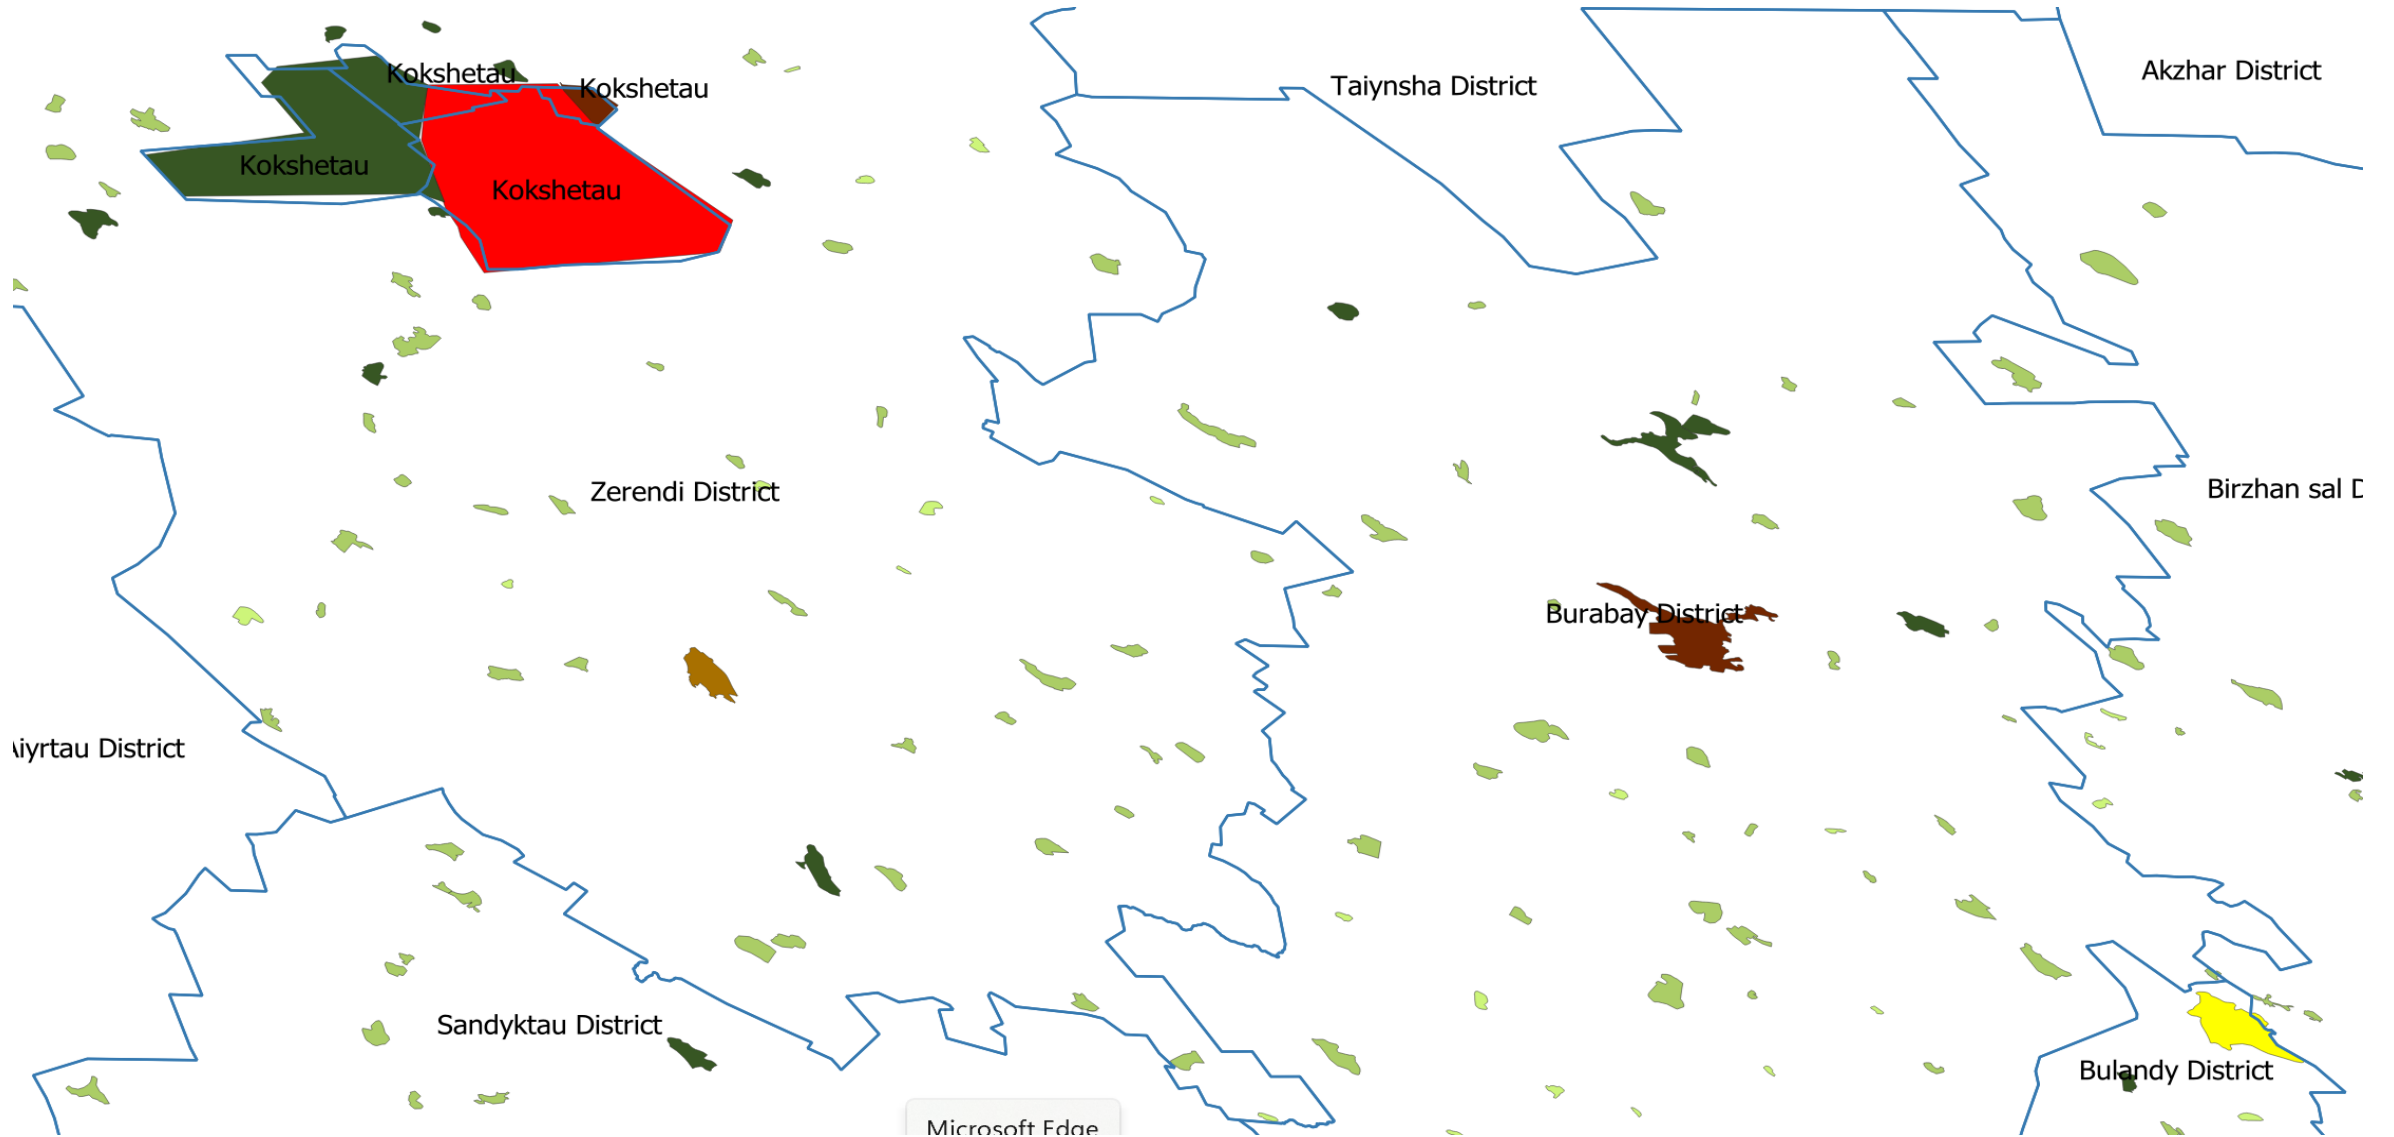 Kokshetau
Kokshetau
Taiynsha District
Akzhar District
Kokshetau
Kokshetau
Zerendi District
Birzhan sal D
Burabay District
iyrtau District
Sandyktau District
Bulandy District
Microsoft Edge